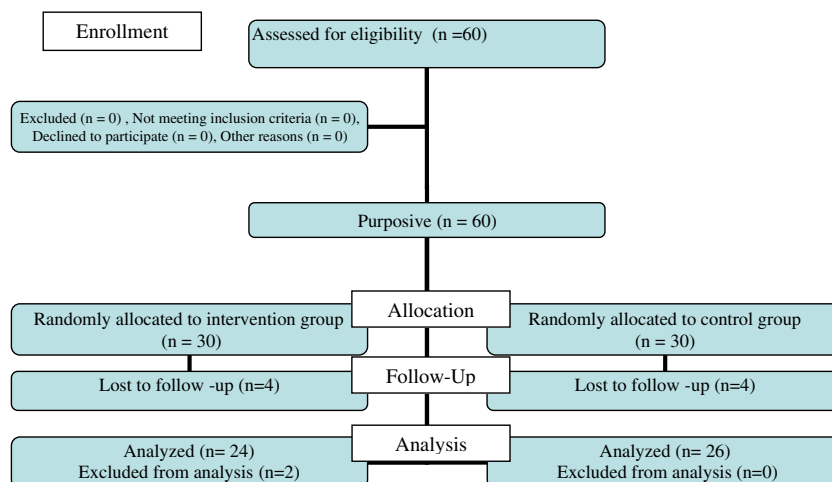 Enrollment
Assessed for eligibility (n =60)
Excluded (n = 0) , Not meeting inclusion criteria (n = 0),
Declined to participate (n = 0), Other reasons (n = 0)
Purposive (n = 60)
Allocation
Randomly allocated to intervention group
(n = 30)
Randomly allocated to control group
(n = 30)
Follow-Up
Lost to follow -up (n=4)
Lost to follow -up (n=4)
Analysis
Analyzed (n= 24)
Excluded from analysis (n=2)
Analyzed (n= 26)
Excluded from analysis (n=0)